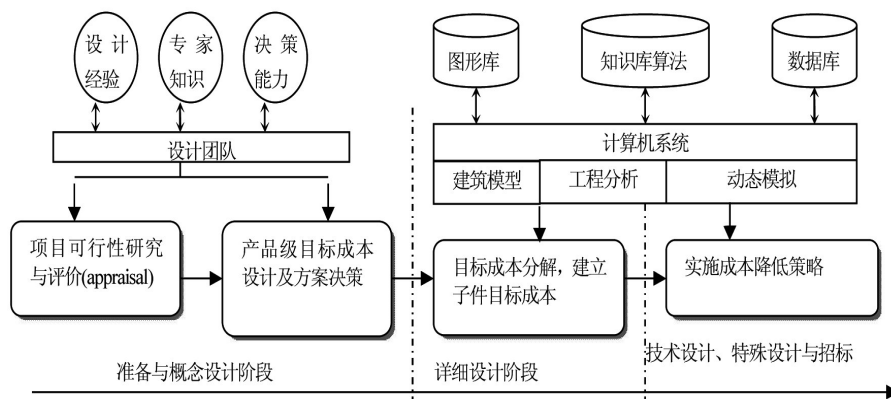 设计
经验
专家
知识
决策
能力
图形库
知识库算法
数据库
设计团队
计算机系统
建筑模型
工程分析
动态模拟
项目可行性研究
与评价(appraisal)
产品级目标成本
设计及方案决策
目标成本分解，建立
子件目标成本
实施成本降低策略
准备与概念设计阶段
详细设计阶段
技术设计、特殊设计与招标